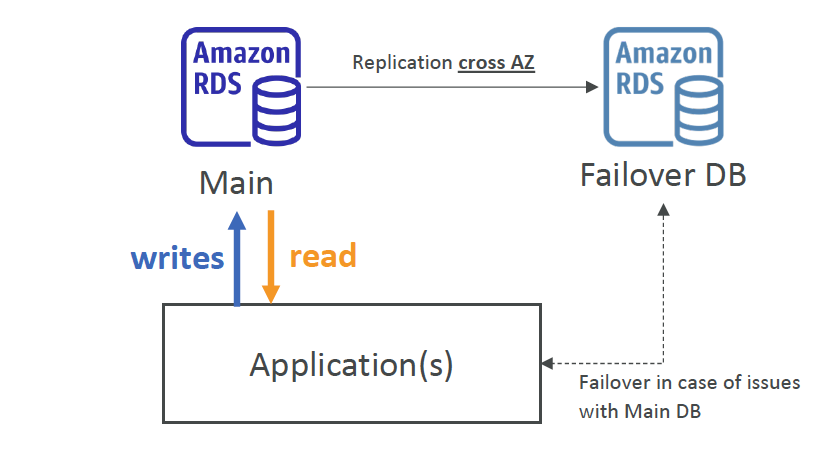 Amazon
RDS
Replication cross AZ
Amazon
RDS
Main
Failover DB
writes
read
Application(s)
Failover in case of issues
with Main DB